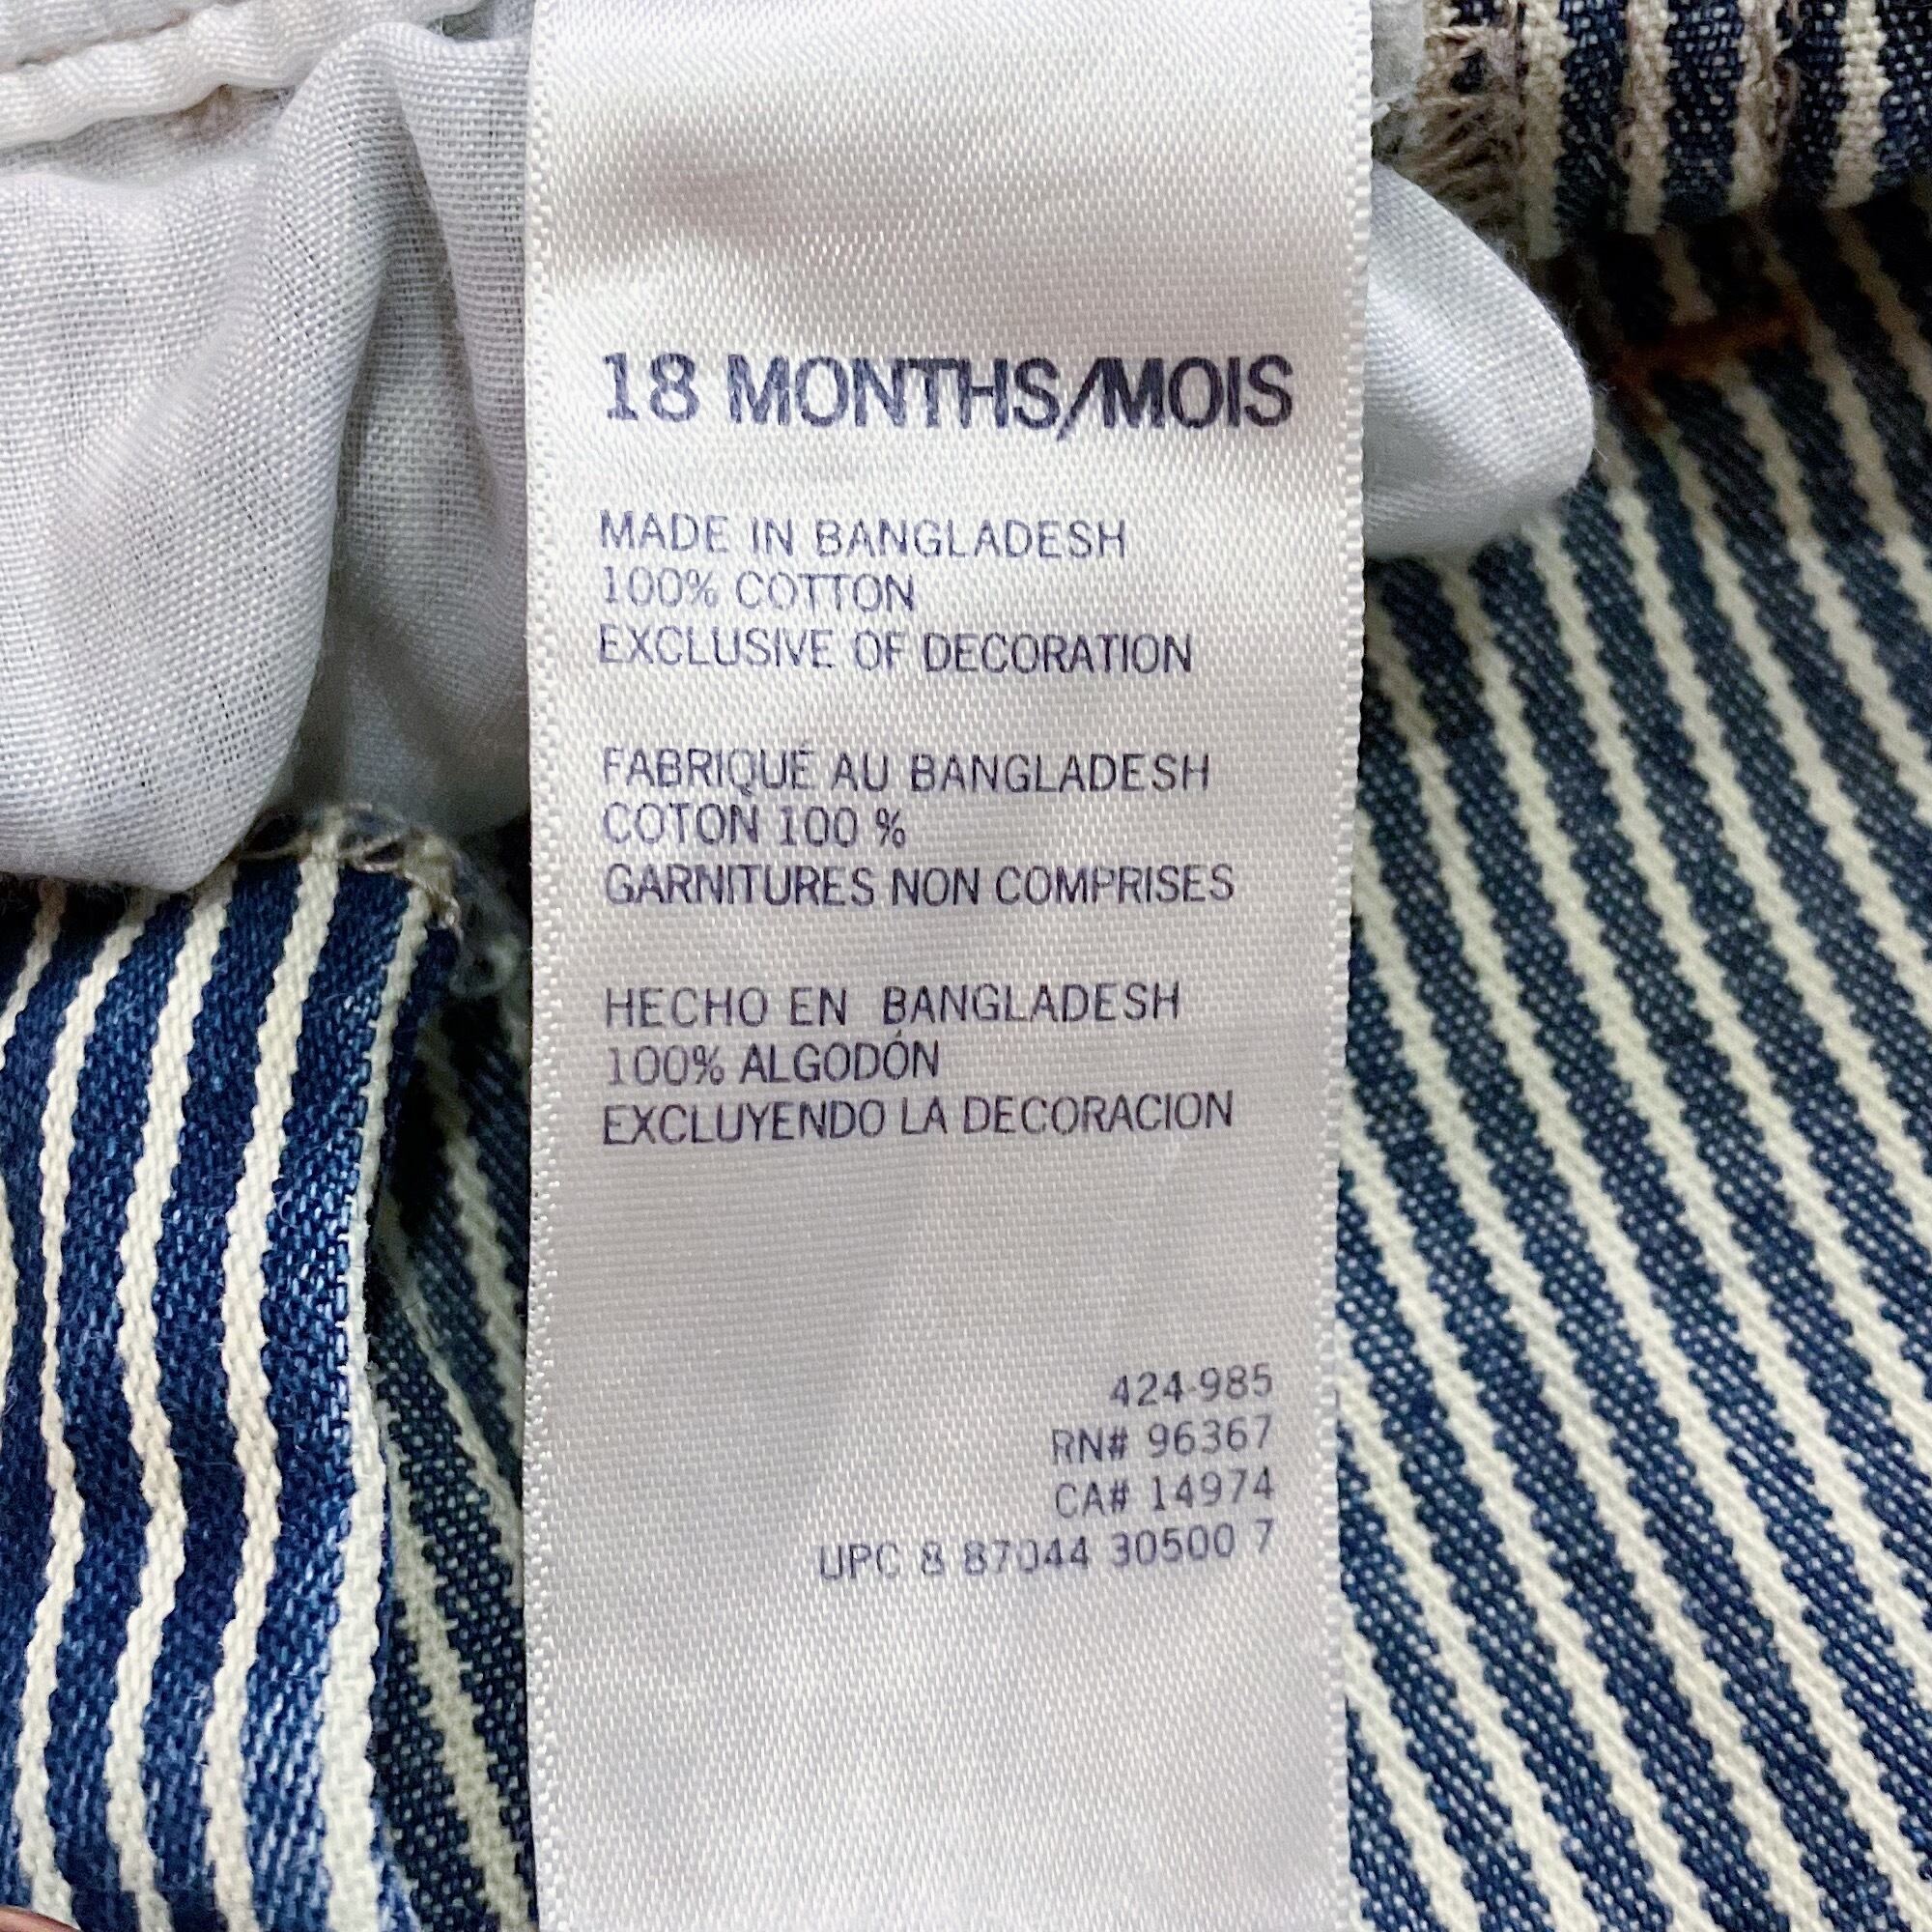 18 MONTHS/MOIS
MADE IN BANGLADESH
100% COTTON
EXCLUSIVE OF DECORATION
FABRIQUÉ AU BANGLADESH
COTON 100 %
GARNITURES NON COMPRISES
HECHO EN BANGLADESH
100% ALGODÓN
EXCLUYENDO LA DECORACION
424-985
RN# 96367
CA# 14974
UPC 8 87044 30500 7